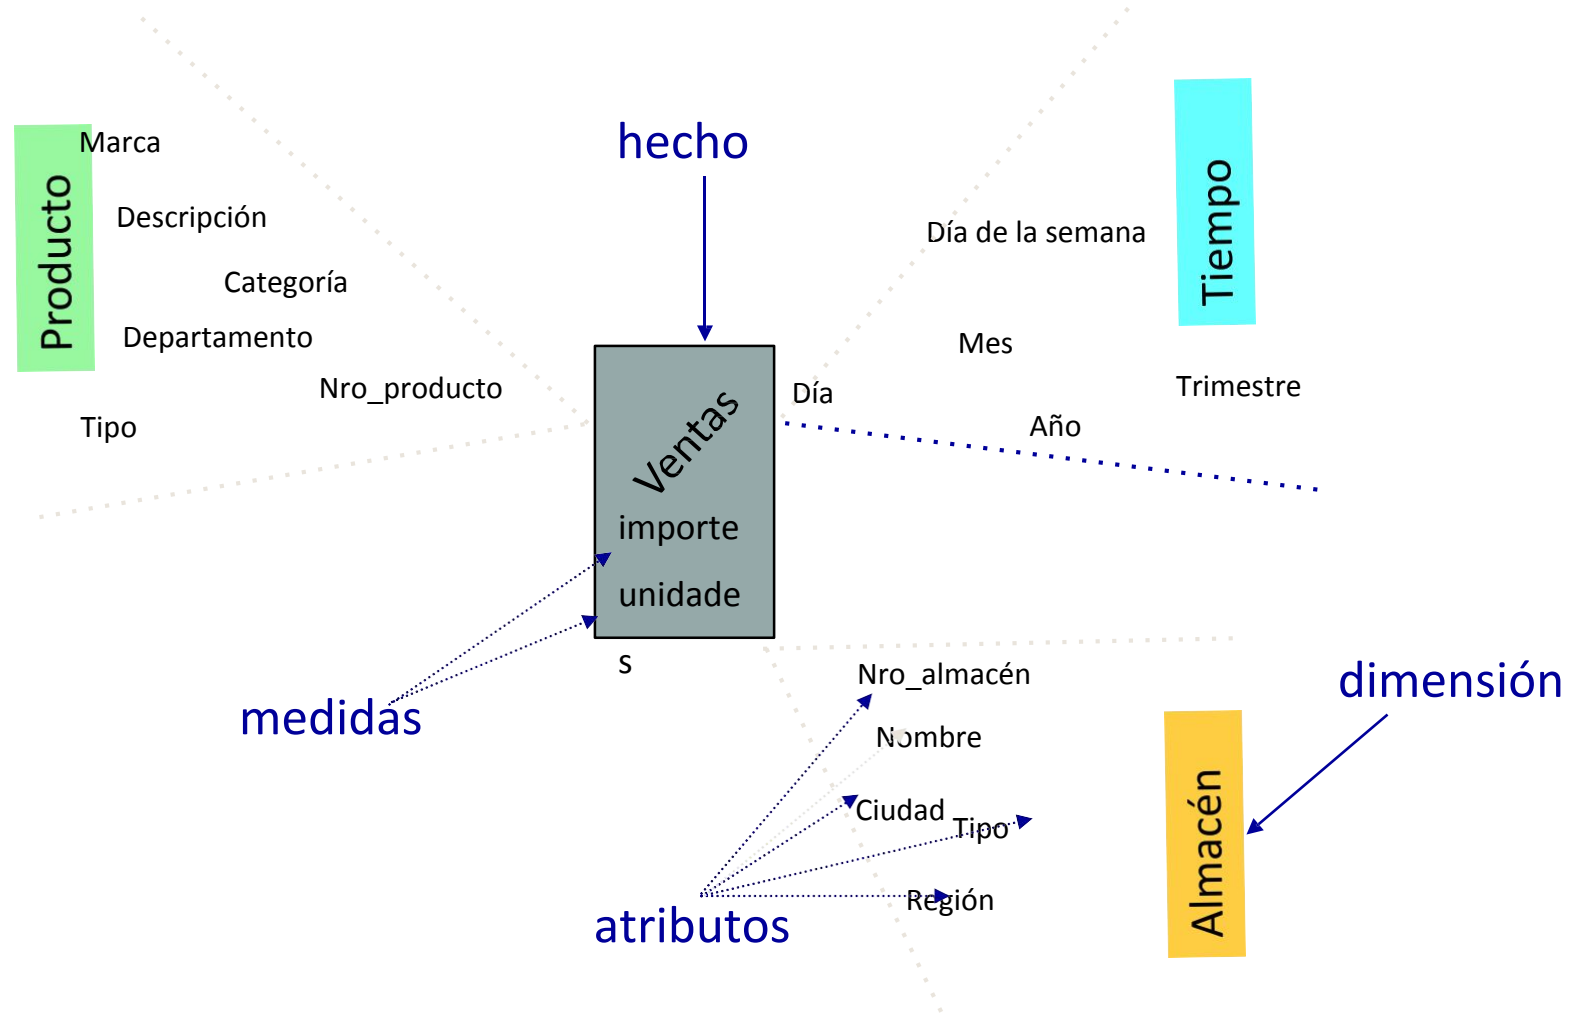 hecho
Producto
Marca
Descripción
Categoría
Departamento
Nro_producto
Tipo
Tiempo
Día de la semana
Mes
Día
Trimestre
Año
Ventas
importe
unidade
s
medidas
Nro_almacén
Nombre
Ciudad
Tipo
Región
atributos
Almacén
dimensión